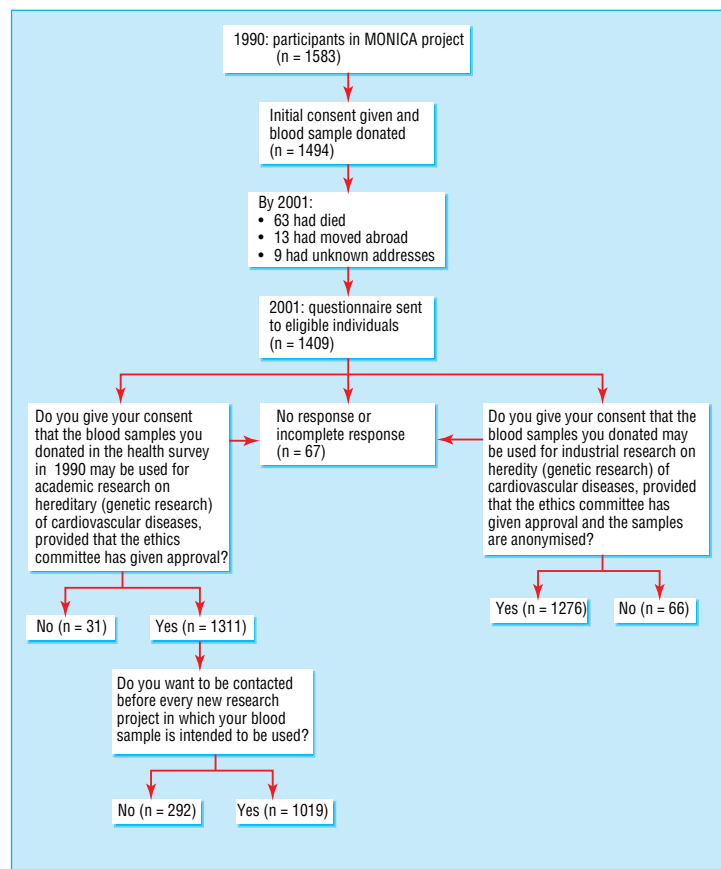 1990: participants in MONICA project
(n = 1583)
Initial consent given and
blood sample donated
(n = 1494)
By 2001:
• 63 had died
• 13 had moved abroad
• 9 had unknown addresses
2001: questionnaire sent
to eligible individuals
(n = 1409)
Do you give your consent
that the blood samples you
donated in the health survey
in 1990 may be used for
academic research on
hereditary (genetic research)
of cardiovascular diseases,
provided that the ethics
committee has given approval?
No response or
incomplete response
(n = 67)
Do you give your consent that the
blood samples you donated may
be used for industrial research on
heredity (genetic research) of
cardiovascular diseases, provided
that the ethics committee has
given approval and the samples
are anonymised?
No (n = 31)
Yes (n = 1311)
Yes (n = 1276)
No (n = 66)
Do you want to be contacted
before every new research
project in which your blood
sample is intended to be used?
No (n = 292)
Yes (n = 1019)